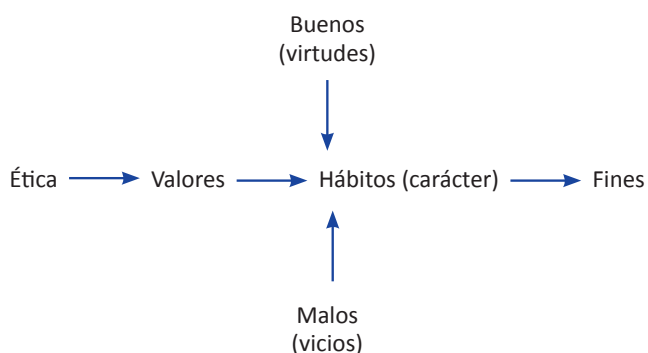 Buenos
(virtudes)
Ética
Valores
Hábitos (carácter)
Fines
Malos
(vicios)